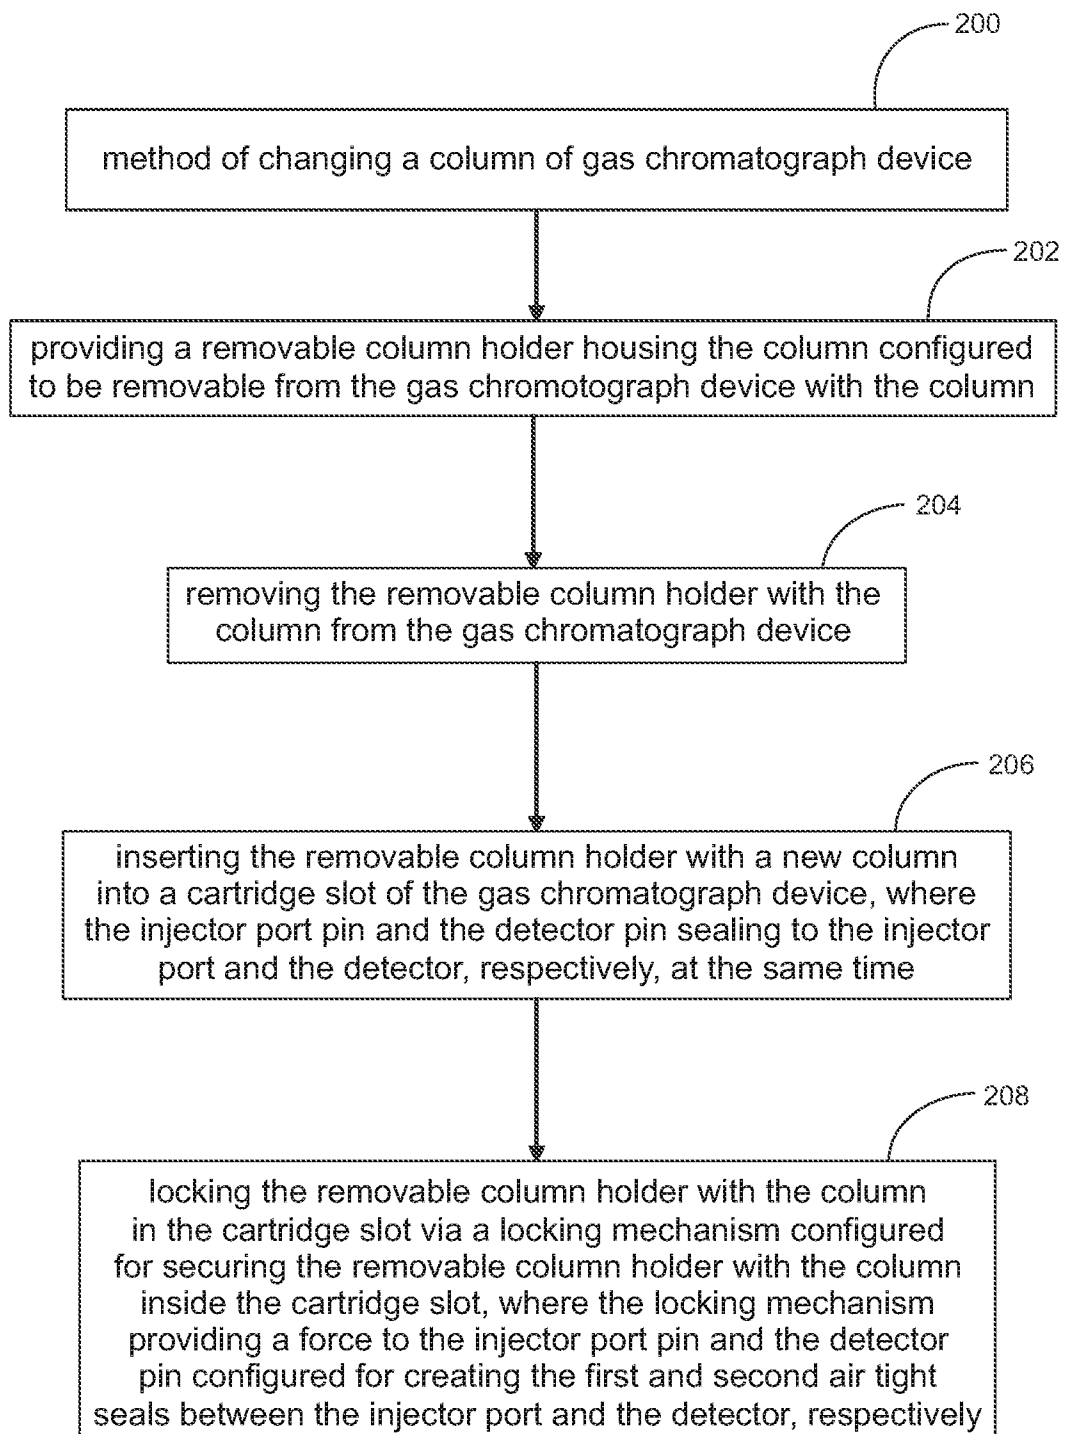 200
method of changing a column of gas chromatograph device
202
providing a removable column holder housing the column configured
to be removable from the gas chromotograph device with the column
204
removing the removable column holder with the
column from the gas chromatograph device
206
inserting the removable column holder with a new column
into a cartridge slot of the gas chromatograph device, where
the injector port pin and the detector pin sealing to the injector
port and the detector, respectively, at the same time
208
locking the removable column holder with the column
in the cartridge slot via a locking mechanism configured
for securing the removable column holder with the column
inside the cartridge slot, where the locking mechanism
providing a force to the injector port pin and the detector
pin configured for creating the first and second air tight
seals between the injector port and the detector, respectively